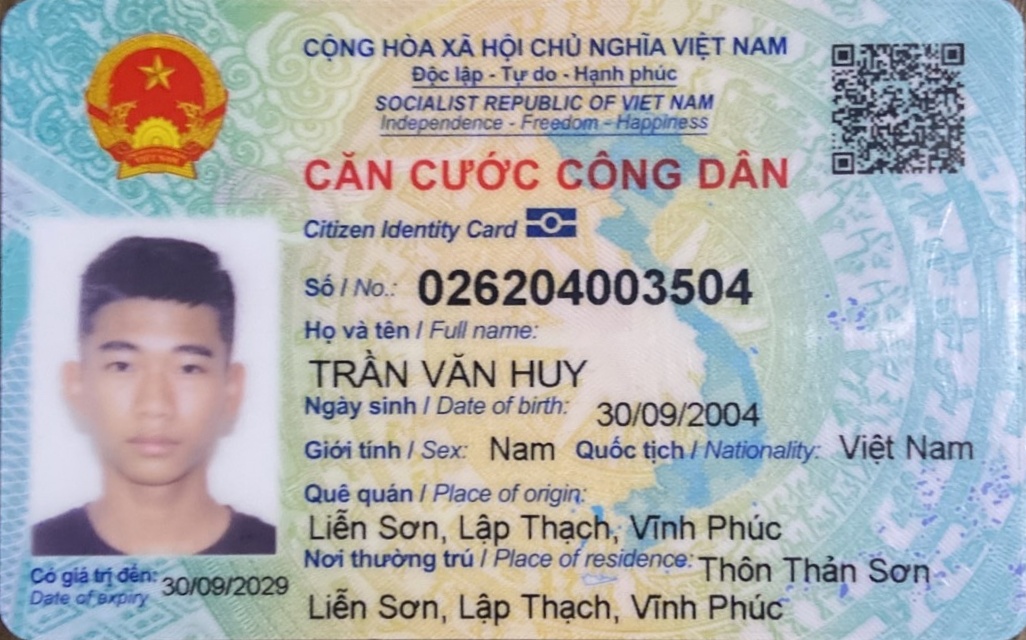 CỘNG HÒA XÃ HỘI CHỦ NGHĨA VIỆT NAM
Độc lập - Tự do - Hạnh phúc
SOCIALIST REPUBLIC OF VIET NAM
Independence - Freedom - Happiness
CĂN CƯỚC CÔNG DÂN
Citizen Identity Card
Số / No.: 026204003504
Họ và tên / Full name:
TRẦN VĂN HUY
Ngày sinh / Date of birth: 30/09/2004
Giới tính / Sex: Nam Quốc tịch / Nationality: Việt Nam
Quê quán / Place of origin:
Liễn Sơn, Lập Thạch, Vĩnh Phúc
Nơi thường trú / Place of residence: Thôn Thản Sơn
Liễn Sơn, Lập Thạch, Vĩnh Phúc
Có giá trị đến: 30/09/2029
Date of expiry